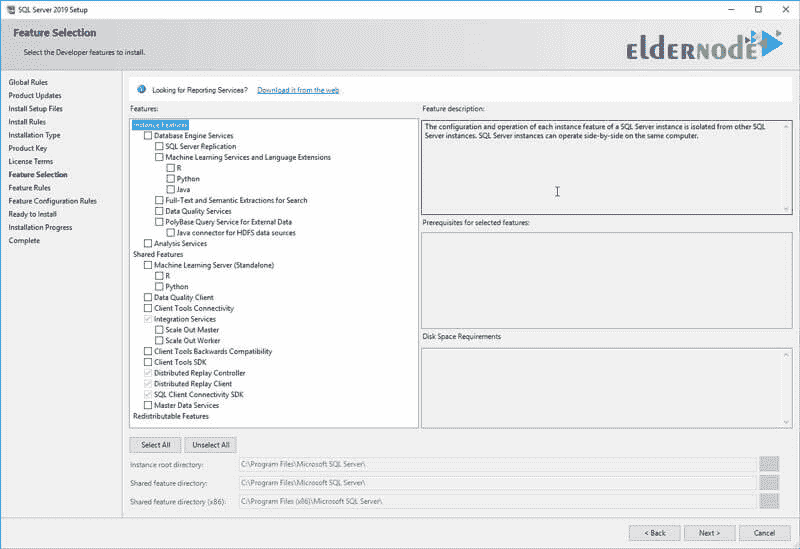 SQL Server 2019 Setup
Feature Selection
Select the Developer features to install.
eldernode
Global Rules
Product Updates
Install Setup Files
Install Rules
Installation Type
Product Key
License Terms
Feature Selection
Feature Rules
Feature Configuration Rules
Ready to Install
Installation Progress
Complete
Looking for Reporting Services? Download it from the web
Features:
Instance Features
Database Engine Services
SQL Server Replication
Machine Learning Services and Language Extensions
R
Python
Java
Full-Text and Semantic Extractions for Search
Data Quality Services
PolyBase Query Service for External Data
Java connector for HDFS data sources
Analysis Services
Shared Features
Machine Learning Server (Standalone)
R
Python
Data Quality Client
Client Tools Connectivity
Integration Services
Scale Out Master
Scale Out Worker
Client Tools Backwards Compatibility
Client Tools SDK
Distributed Replay Controller
Distributed Replay Client
SQL Client Connectivity SDK
Master Data Services
Redistributable Features
Feature description:
The configuration and operation of each instance feature of a SQL Server instance is isolated from other SQL
Server instances. SQL Server instances can operate side-by-side on the same computer.
Prerequisites for selected features:
Disk Space Requirements
Select All
Unselect All
Instance root directory: C:\Program Files\Microsoft SQL Server\
Shared feature directory: C:\Program Files\Microsoft SQL Server\
Shared feature directory (x86): C:\Program Files (x86)\Microsoft SQL Server\
< Back
Next >
Cancel